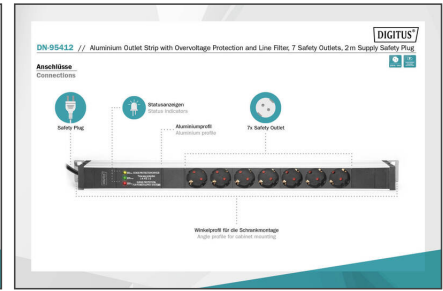 DIGITUS®
DN-95412 // Aluminium Outlet Strip with Overvoltage Protection and Line Filter, 7 Safety Outlets, 2 m Supply Safety Plug
Anschlüsse
Connections
Safety Plug
Statusanzeigen
Status Indicators
Aluminiumprofil
Aluminium profile
7x Safety Outlet
Winkelprofil für die Schrankmontage
Angle profile for cabinet mounting